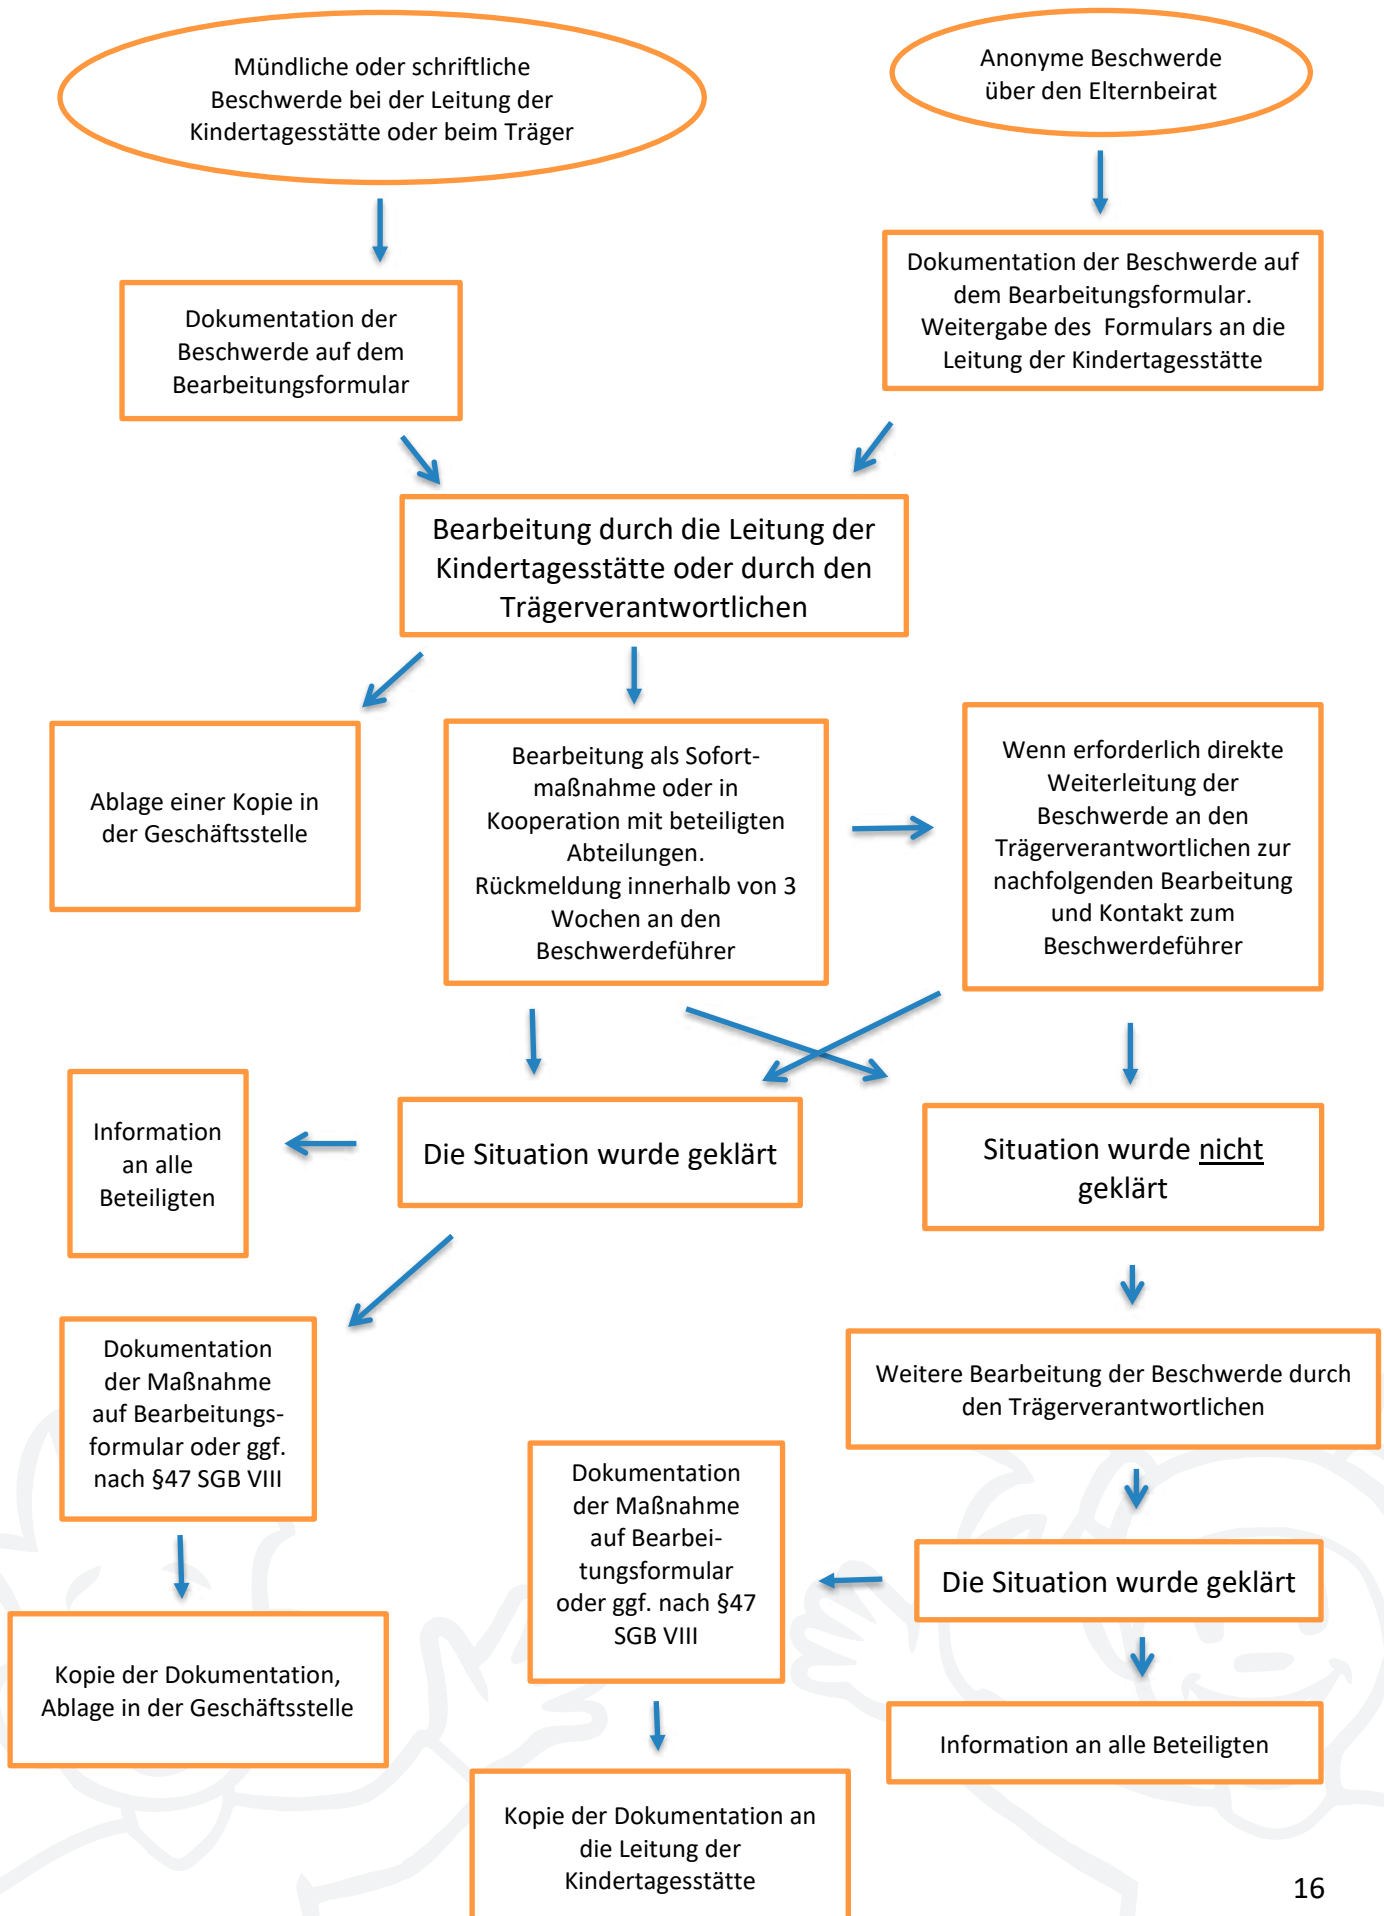 Mündliche oder schriftliche
Beschwerde bei der Leitung der
Kindertagesstätte oder beim Träger
Anonyme Beschwerde
über den Elternbeirat
Dokumentation der
Beschwerde auf dem
Bearbeitungsformular
Dokumentation der Beschwerde auf
dem Bearbeitungsformular.
Weitergabe des  Formulars an die
Leitung der Kindertagesstätte
Bearbeitung durch die Leitung der
Kindertagesstätte oder durch den
Trägerverantwortlichen
Ablage einer Kopie in
der Geschäftsstelle
Bearbeitung als Sofort-
maßnahme oder in
Kooperation mit beteiligten
Abteilungen.
Rückmeldung innerhalb von 3
Wochen an den
Beschwerdeführer
Wenn erforderlich direkte
Weiterleitung der
Beschwerde an den
Trägerverantwortlichen zur
nachfolgenden Bearbeitung
und Kontakt zum
Beschwerdeführer
Information
an alle
Beteiligten
Die Situation wurde geklärt
Situation wurde nicht
geklärt
Dokumentation
der Maßnahme
auf Bearbeitungs-
formular oder ggf.
nach §47 SGB VIII
Weitere Bearbeitung der Beschwerde durch
den Trägerverantwortlichen
Dokumentation
der Maßnahme
auf Bearbei-
tungsformular
oder ggf. nach §47
SGB VIII
Die Situation wurde geklärt
Kopie der Dokumentation,
Ablage in der Geschäftsstelle
Information an alle Beteiligten
Kopie der Dokumentation an
die Leitung der
Kindertagesstätte
16